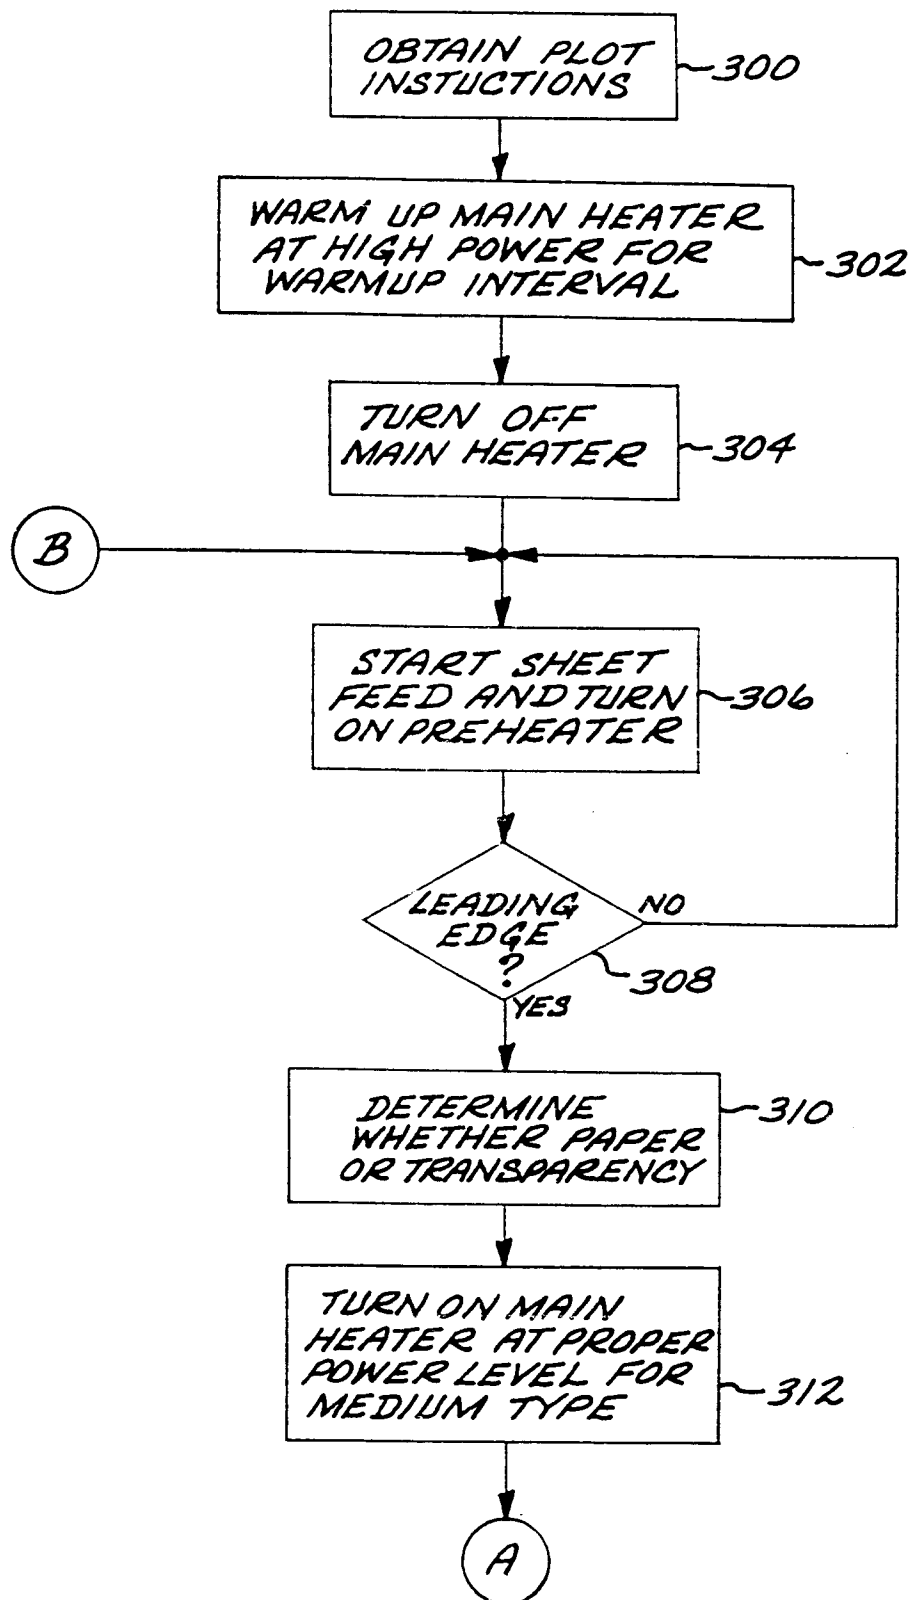 OBTAIN PLOT
INSTUCTIONS
300
WARM UP MAIN HEATER
AT HIGH POWER FOR
WARMUP INTERVAL
302
TURN OFF
MAIN HEATER
304
B
START SHEET
FEED AND TURN
ON PREHEATER
306
LEADING
EDGE
?
NO
308
YES
DETERMINE
WHETHER PAPER
OR TRANSPARENCY
310
TURN ON MAIN
HEATER AT PROPER
POWER LEVEL FOR
MEDIUM TYPE
312
A